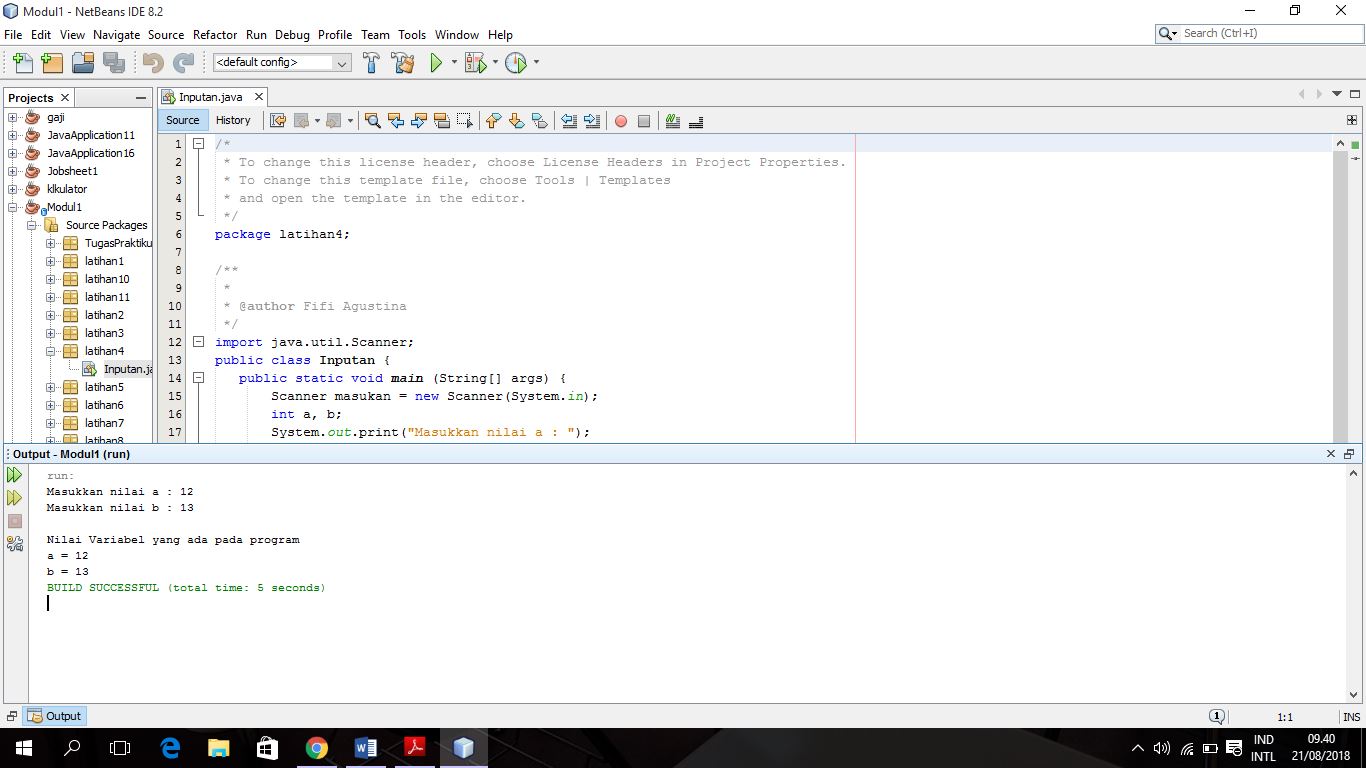 Modul1 - NetBeans IDE 8.2
File Edit View Navigate Source Refactor Run Debug Profile Team Tools Window Help
Search (Ctrl+I)
<default config>
Projects
gaji
JavaApplication11
JavaApplication16
Jobsheet1
klkulator
Modul1
Source Packages
TugasPraktiku
latihan1
latihan10
latihan11
latihan2
latihan3
latihan4
Inputan.ja
latihan5
latihan6
latihan7
latihan8
Inputan.java
Source History
1 /*
2 * To change this license header, choose License Headers in Project Properties.
3 * To change this template file, choose Tools | Templates
4 * and open the template in the editor.
5 */
6 package latihan4;
7
8 /**
9 *
10 * @author Fifi Agustina
11 */
12 import java.util.Scanner;
13 public class Inputan {
14 public static void main (String[] args) {
15 Scanner masukan = new Scanner(System.in);
16 int a, b;
17 System.out.print("Masukkan nilai a : ");
Output - Modul1 (run)
run:
Masukkan nilai a : 12
Masukkan nilai b : 13
Nilai Variabel yang ada pada program
a = 12
b = 13
BUILD SUCCESSFUL (total time: 5 seconds)
Output
1
1:1
INS
IND
INTL
09.40
21/08/2018